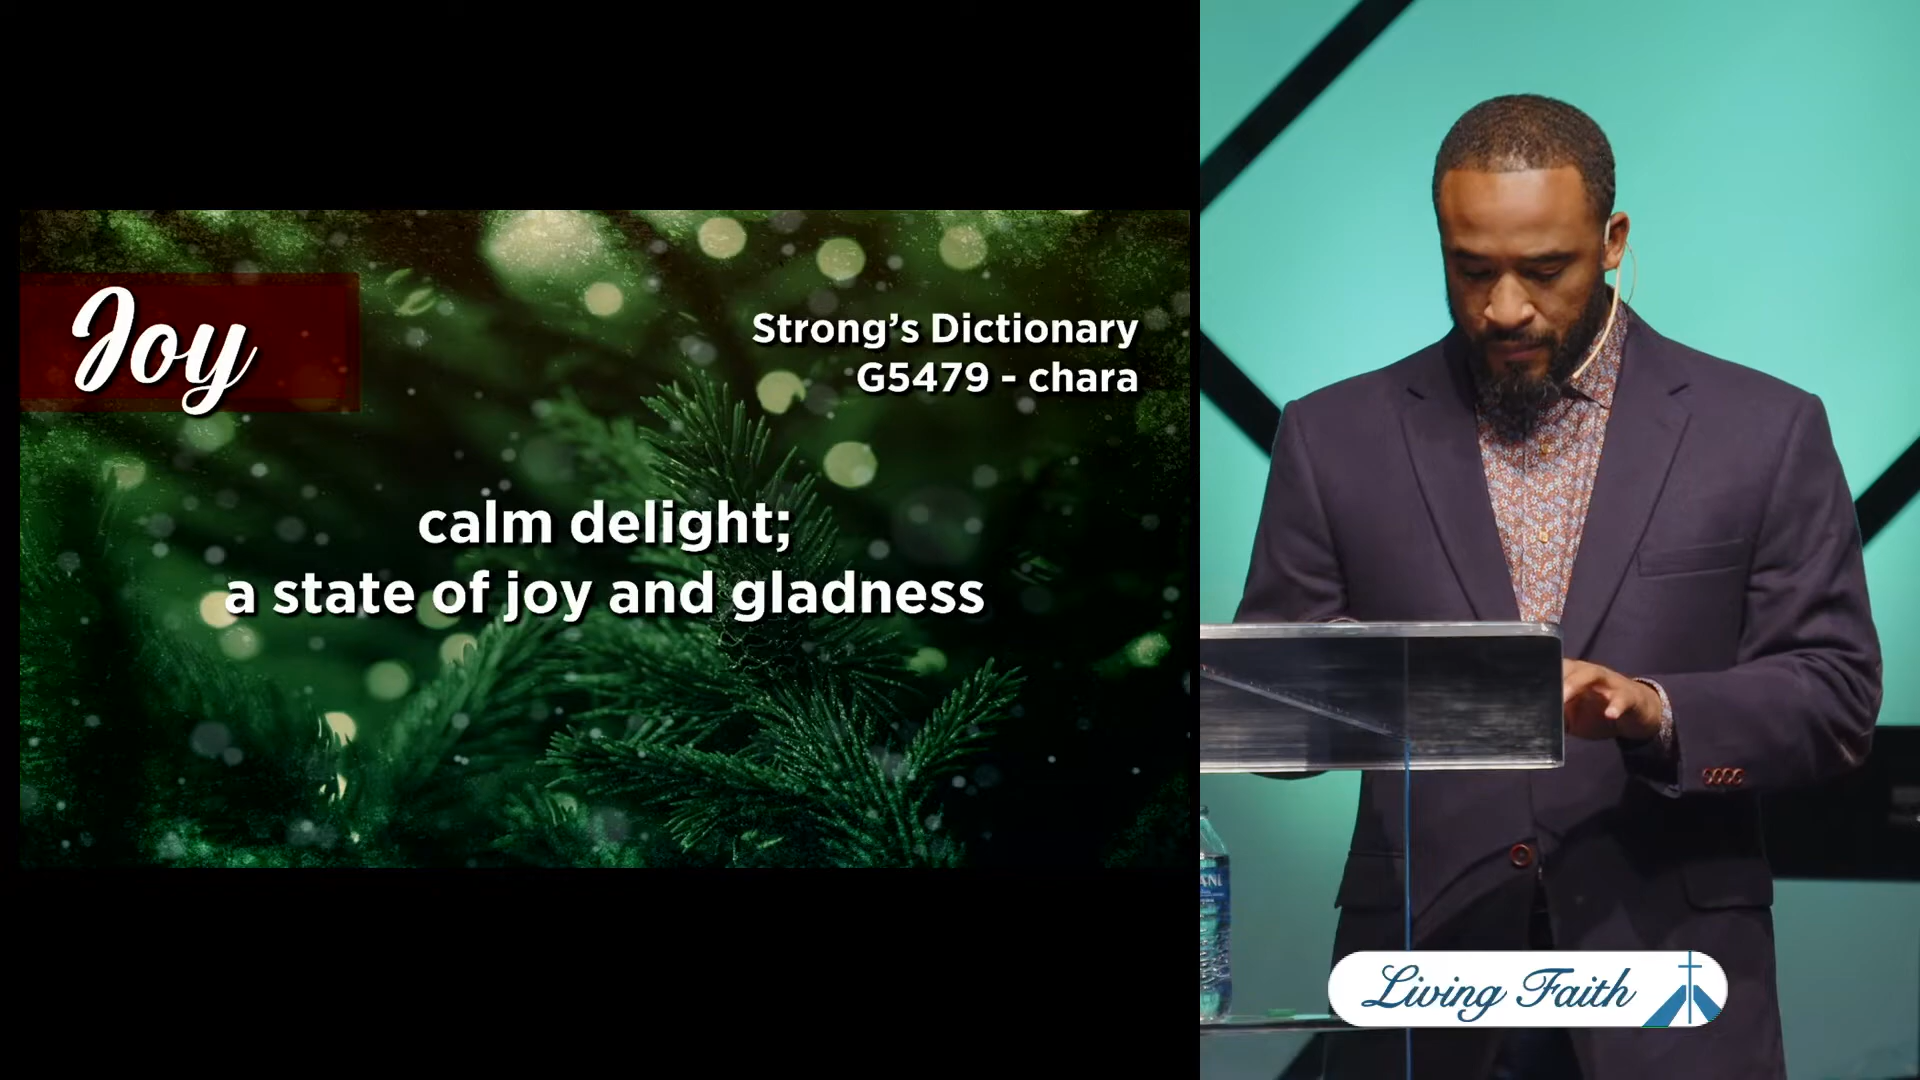 Joy
Strong’s Dictionary
G5479 - chara
calm delight;
a state of joy and gladness
Living Faith